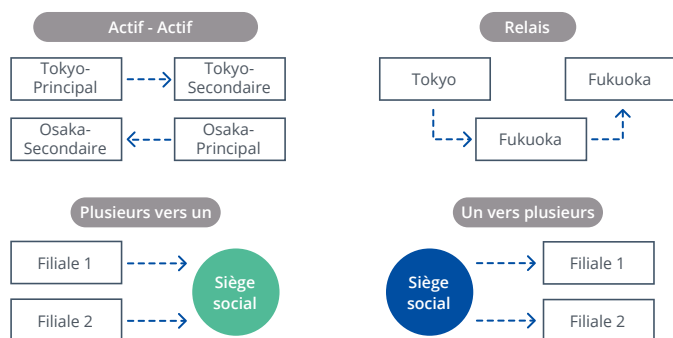 Actif - Actif
Tokyo-
Principal
Tokyo-
Secondaire
Osaka-
Secondaire
Osaka-
Principal
Relais
Tokyo
Fukuoka
Fukuoka
Plusieurs vers un
Filiale 1
Filiale 2
Siège
social
Un vers plusieurs
Siège
social
Filiale 1
Filiale 2